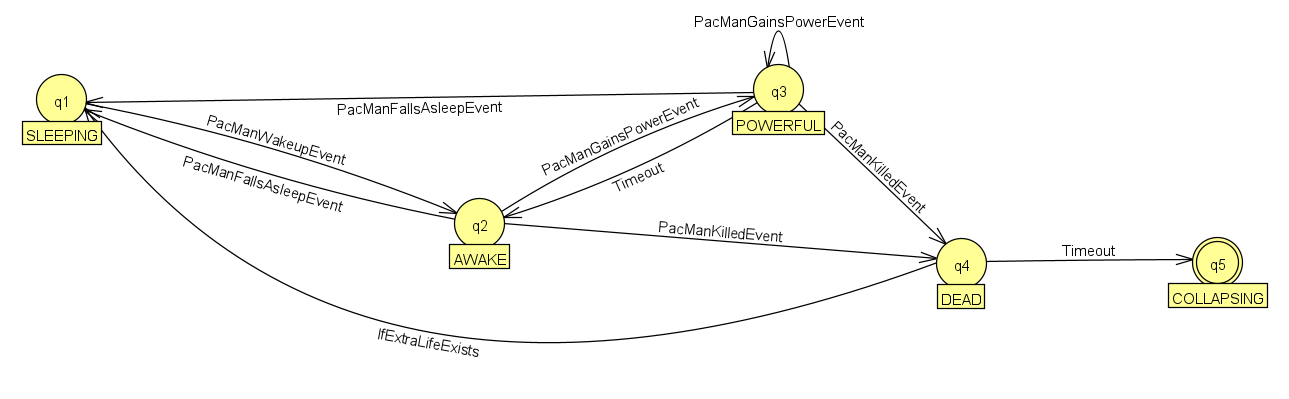 PacManGainsPowerEvent
q3
POWERFUL
q1
SLEEPING
PacManFallsAsleepEvent
PacManWakeupEvent
PacManFallsAsleepEvent
PacManGainsPowerEvent
Timeout
PacManKilledEvent
q2
AWAKE
PacManKilledEvent
q4
DEAD
Timeout
q5
COLLAPSING
IfExtraLifeExists